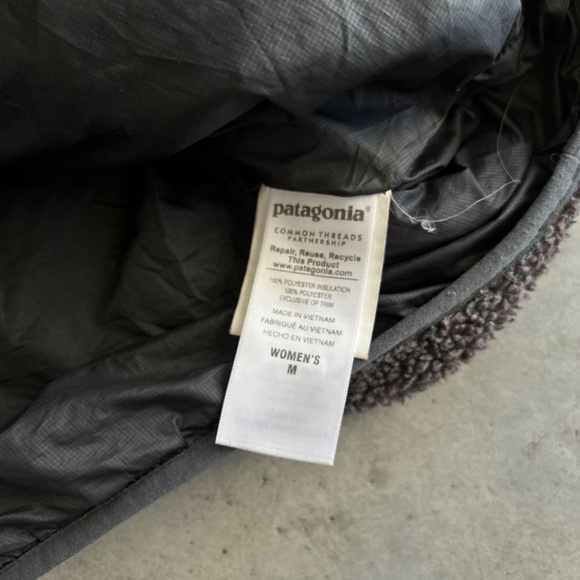 patagonia®
COMMON THREADS
PARTNERSHIP
Repair, Reuse, Recycle
This Product
www.patagonia.com
100% POLYESTER INSULATION
100% POLYESTER
EXCLUSIVE OF TRIM
MADE IN VIETNAM
FABRIQUÉ AU VIETNAM
HECHO EN VIETNAM
WOMEN'S
M